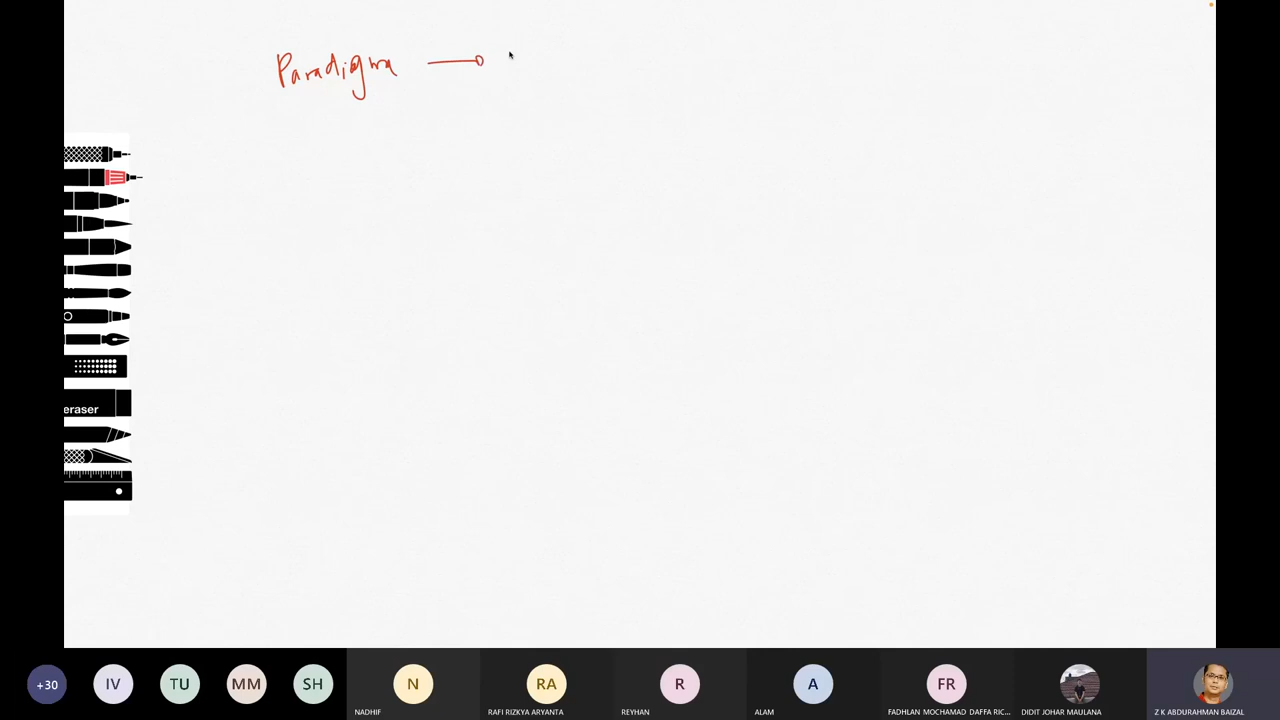 Paradigma
eraser
+30
IV
TU
MM
SH
N
RA
R
A
FR
NADHIF
RAFI RIZKYA ARYANTA
REYHAN
ALAM
FADHLAN MOCHAMAD DAFFA RIC...
DIDIT JOHAR MAULANA
Z K ABDURAHMAN BAIZAL